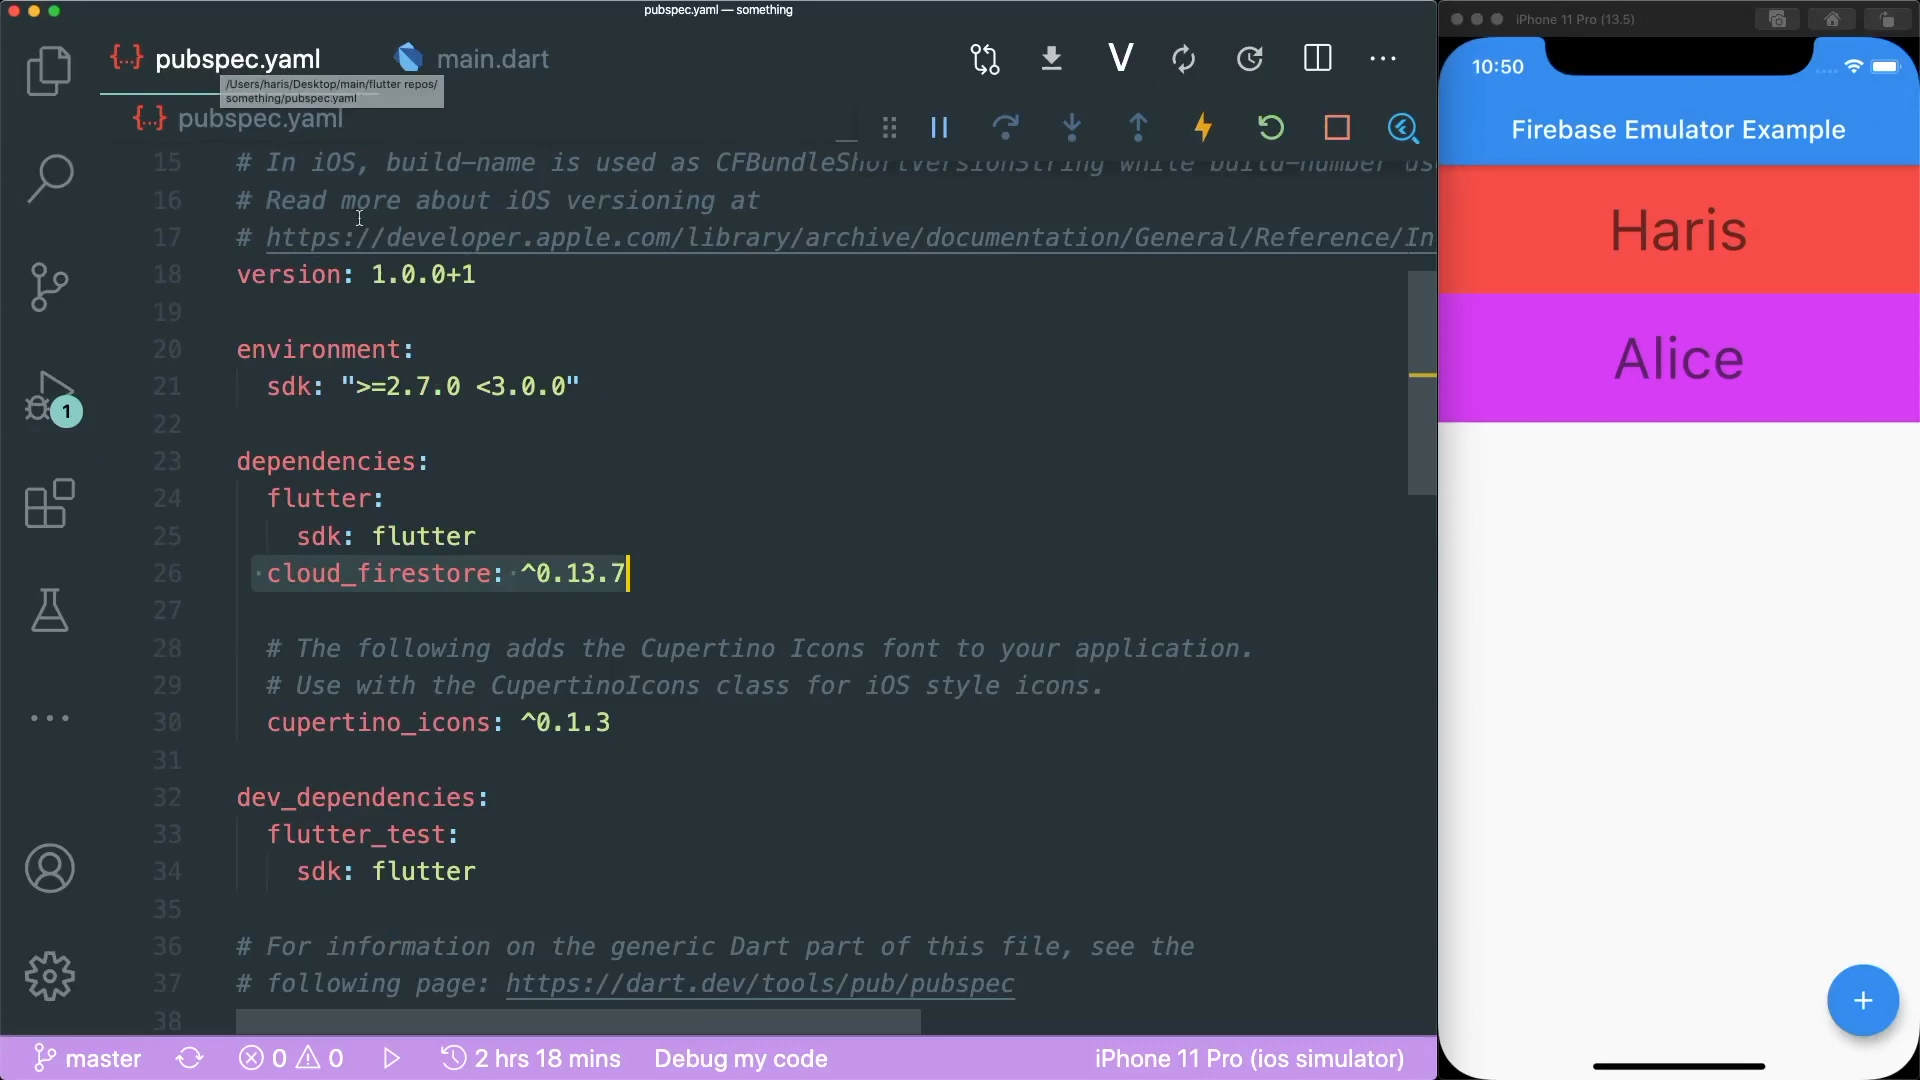 pubspec.yaml — something
{...} pubspec.yaml
main.dart
/Users/haris/Desktop/main/flutter repos/
something/pubspec.yaml
{...} pubspec.yaml
15 # In iOS, build-name is used as CFBundleShortVersionString while build-number us
16 # Read more about iOS versioning at
17 # https://developer.apple.com/library/archive/documentation/General/Reference/In
18 version: 1.0.0+1
19
20 environment:
21 sdk: ">=2.7.0 <3.0.0"
22
23 dependencies:
24 flutter:
25 sdk: flutter
26 cloud_firestore: ^0.13.7
27
28 # The following adds the Cupertino Icons font to your application.
29 # Use with the CupertinoIcons class for iOS style icons.
30 cupertino_icons: ^0.1.3
31
32 dev_dependencies:
33 flutter_test:
34 sdk: flutter
35
36 # For information on the generic Dart part of this file, see the
37 # following page: https://dart.dev/tools/pub/pubspec
38
1
master
0
0
2 hrs 18 mins
Debug my code
iPhone 11 Pro (ios simulator)
iPhone 11 Pro (13.5)
10:50
Firebase Emulator Example
Haris
Alice
+